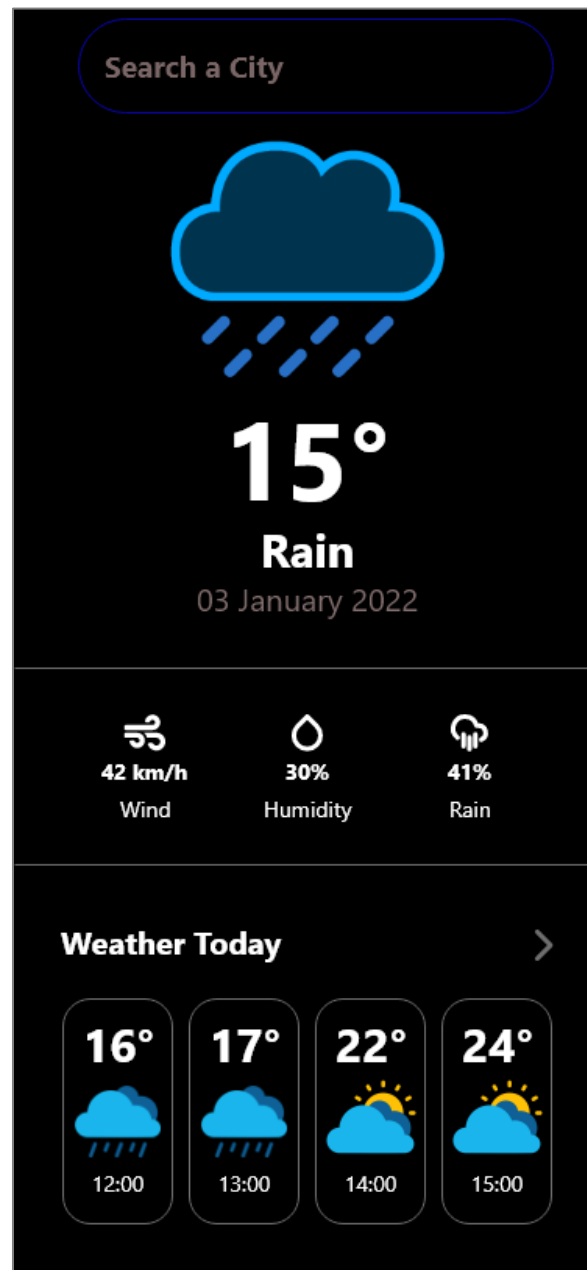 Search a City
15°
Rain
03 January 2022
42 km/h 30% 41%
Wind Humidity Rain
Weather Today
16° 17° 22° 24°
12:00 13:00 14:00 15:00